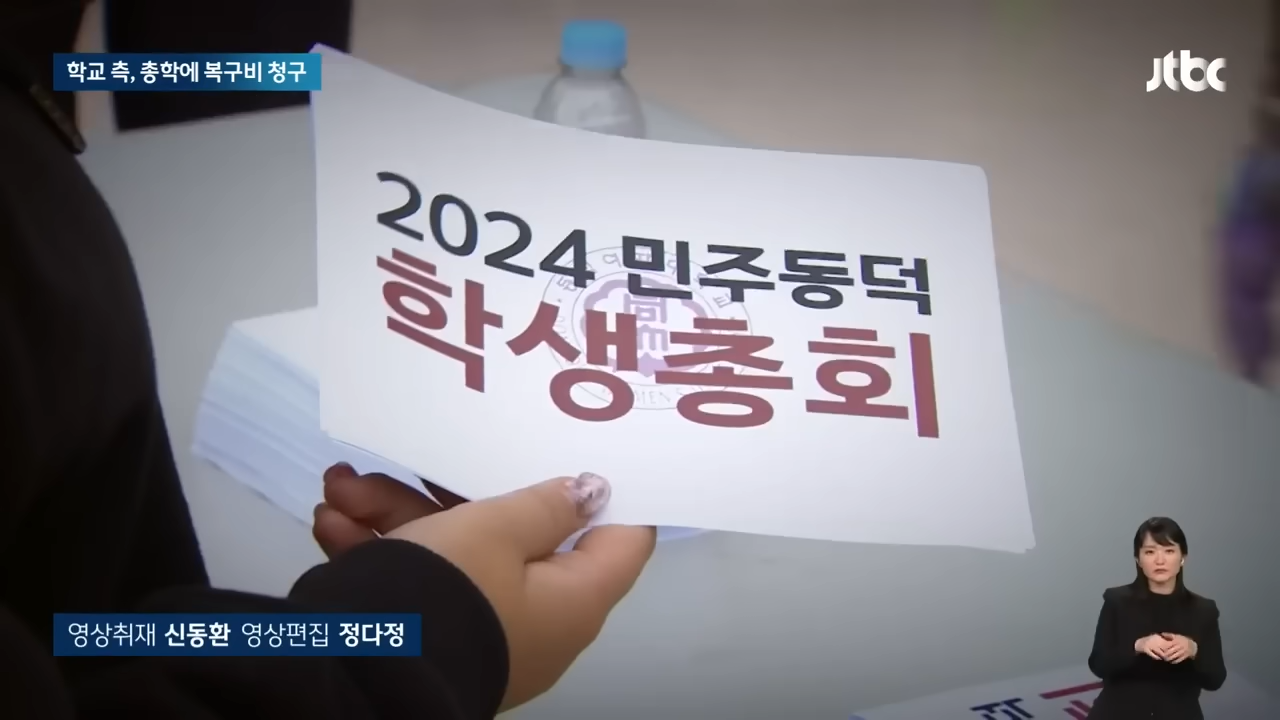 학교 측, 총학에 복구비 청구
jtbc
2024 민주동덕
학생총회
영상취재 신동환 영상편집 정다정